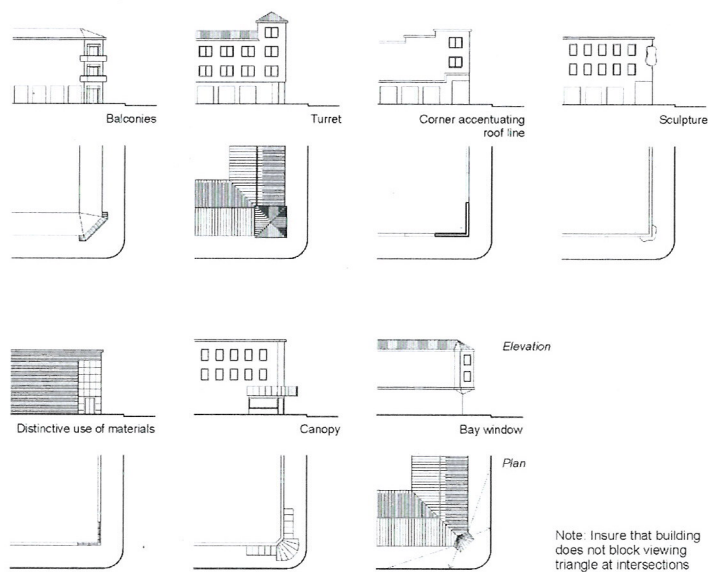 Balconies
Turret
Corner accentuating
roof line
Sculpture
Elevation
Distinctive use of materials
Canopy
Bay window
Plan
Note: Insure that building
does not block viewing
triangle at intersections